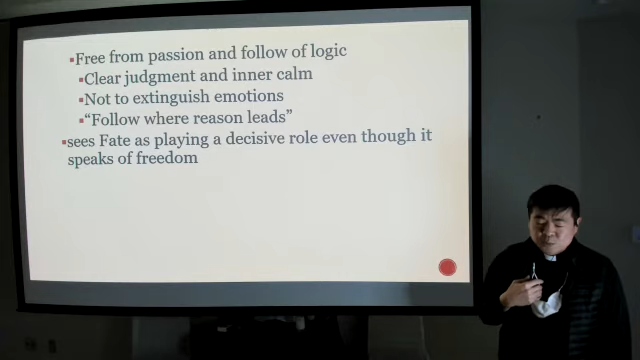 Free from passion and follow of logic
Clear judgment and inner calm
Not to extinguish emotions
“Follow where reason leads”
sees Fate as playing a decisive role even though it
speaks of freedom